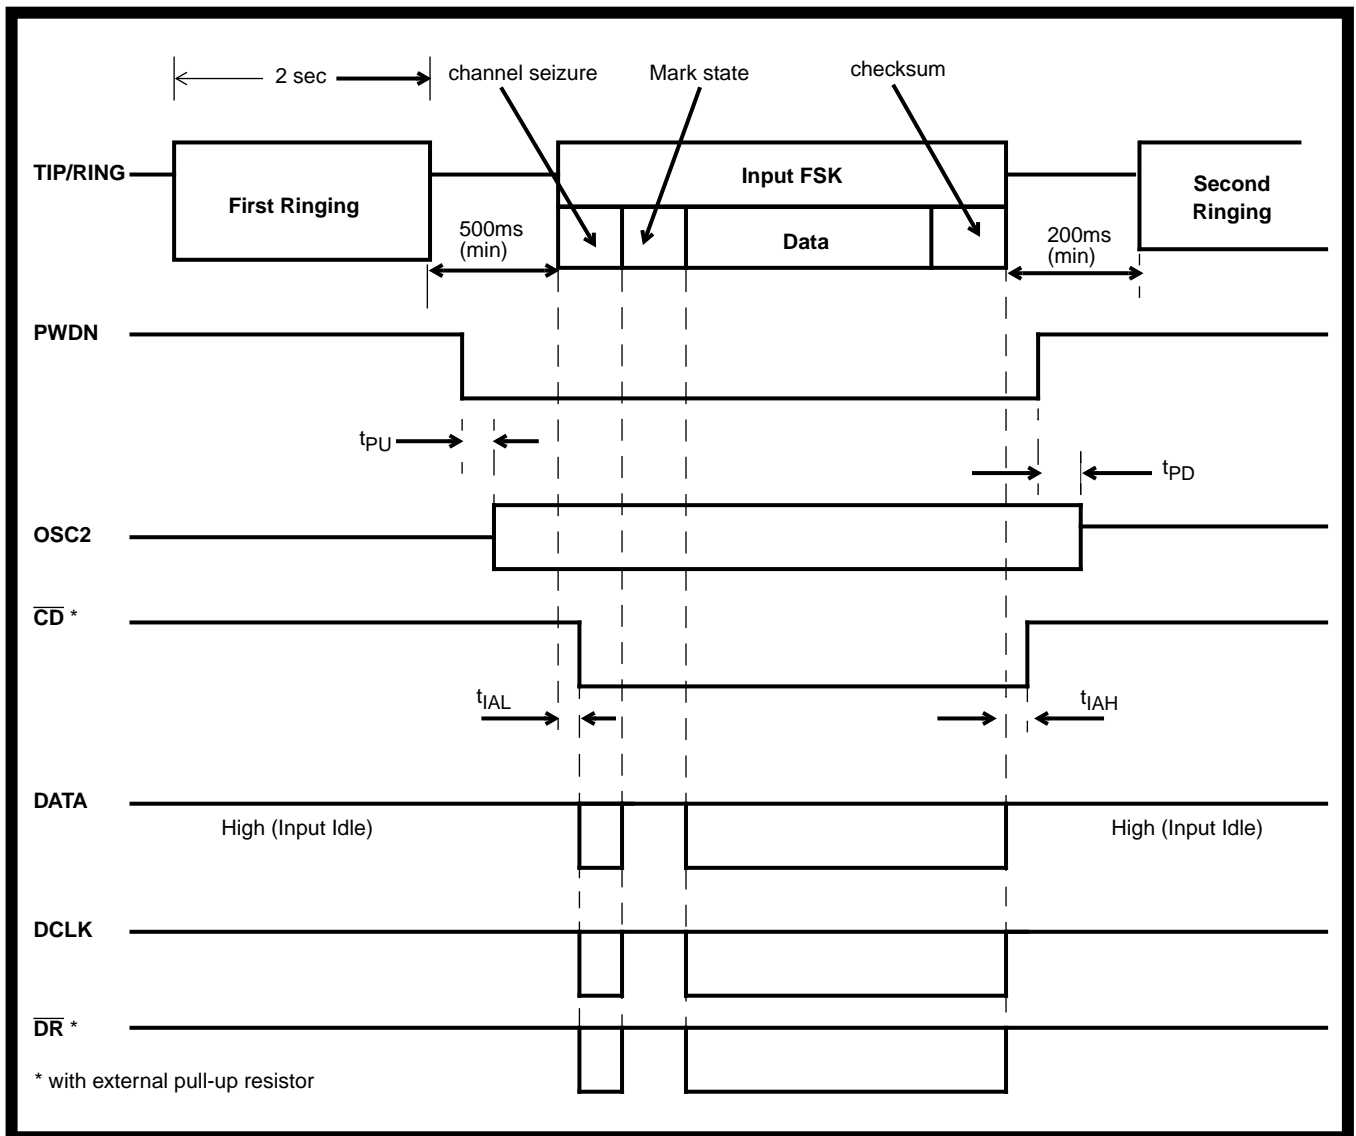 2 sec
channel seizure
Mark state
checksum
TIP/RING
First Ringing
500ms
(min)
Input FSK
Data
200ms
(min)
Second
Ringing
PWDN
tPU
tPD
OSC2
CD *
tIAL
tIAH
DATA
High (Input Idle)
High (Input Idle)
DCLK
DR *
* with external pull-up resistor